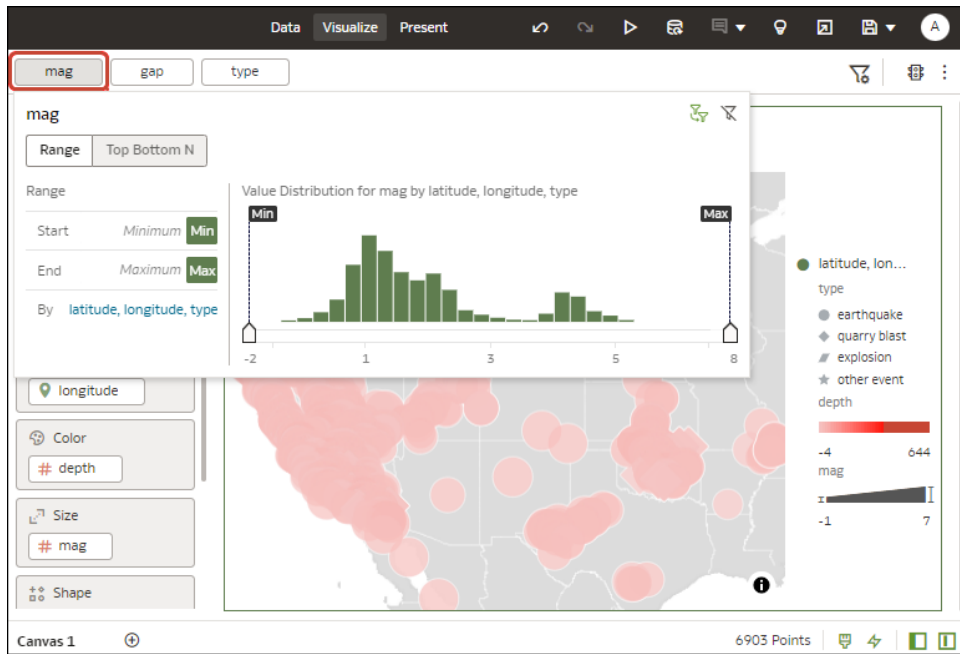 Data Visualize Present A
mag gap type
mag
Range Top Bottom N
Range
Value Distribution for mag by latitude, longitude, type
Min Max
Start Minimum Min
End Maximum Max
By latitude, longitude, type
-2 1 3 5 8
longitude
Color
# depth
Size
# mag
Shape
latitude, lon...
type
earthquake
quarry blast
explosion
other event
depth
-4 644
mag
-1 7
Canvas 1
6903 Points